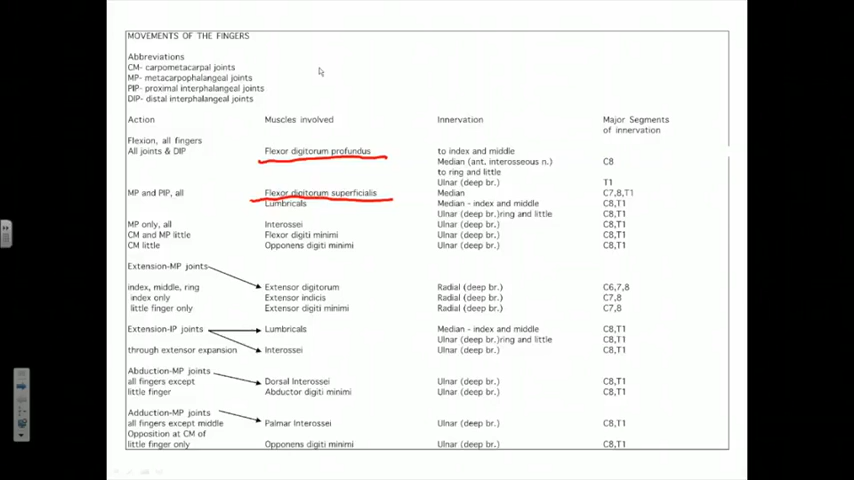 MOVEMENTS OF THE FINGERS
Abbreviations
CM- carpometacarpal joints
MP- metacarpophalangeal joints
PIP- proximal interphalangeal joints
DIP- distal interphalangeal joints
Action Muscles involved Innervation Major Segments
of innervation
Flexion, all fingers
All joints & DIP Flexor digitorum profundus to index and middle
Median (ant. interosseous n.) C8
to ring and little
Ulnar (deep br.) T1
MP and PIP, all Flexor digitorum superficialis Median C7,8,T1
Lumbricals Median - index and middle C8,T1
Ulnar (deep br.)ring and little C8,T1
MP only, all Interossei Ulnar (deep br.) C8,T1
CM and MP little Flexor digiti minimi Ulnar (deep br.) C8,T1
CM little Opponens digiti minimi Ulnar (deep br.) C8,T1
Extension-MP joints
index, middle, ring Extensor digitorum Radial (deep br.) C6,7,8
index only Extensor indicis Radial (deep br.) C7,8
little finger only Extensor digiti minimi Radial (deep br.) C7,8
Extension-IP joints Lumbricals Median - index and middle C8,T1
Ulnar (deep br.)ring and little C8,T1
through extensor expansion Interossei Ulnar (deep br.) C8,T1
Abduction-MP joints
all fingers except Dorsal Interossei Ulnar (deep br.) C8,T1
little finger Abductor digiti minimi Ulnar (deep br.) C8,T1
Adduction-MP joints
all fingers except middle Palmar Interossei Ulnar (deep br.) C8,T1
Opposition at CM of
little finger only Opponens digiti minimi Ulnar (deep br.) C8,T1